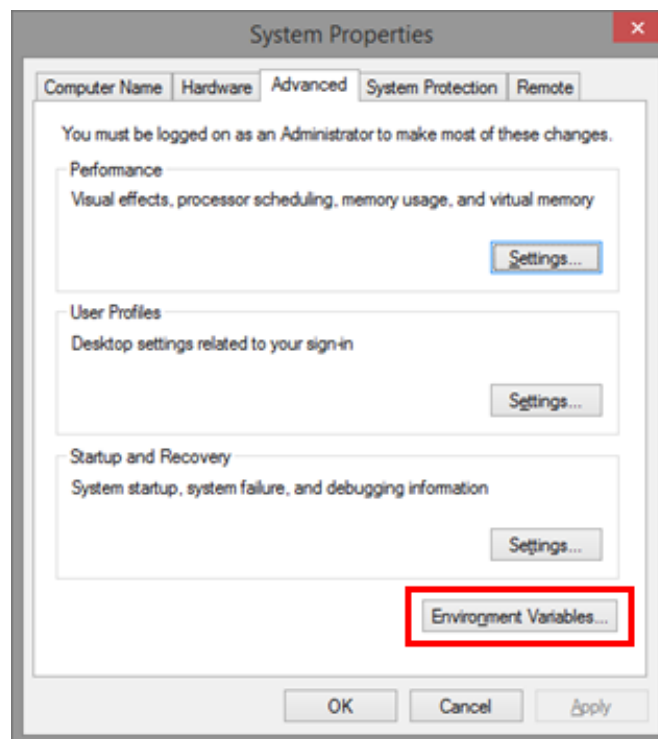 System Properties
Computer Name Hardware Advanced System Protection Remote
You must be logged on as an Administrator to make most of these changes.
Performance
Visual effects, processor scheduling, memory usage, and virtual memory
Settings...
User Profiles
Desktop settings related to your sign-in
Settings...
Startup and Recovery
System startup, system failure, and debugging information
Settings...
Environment Variables...
OK Cancel Apply